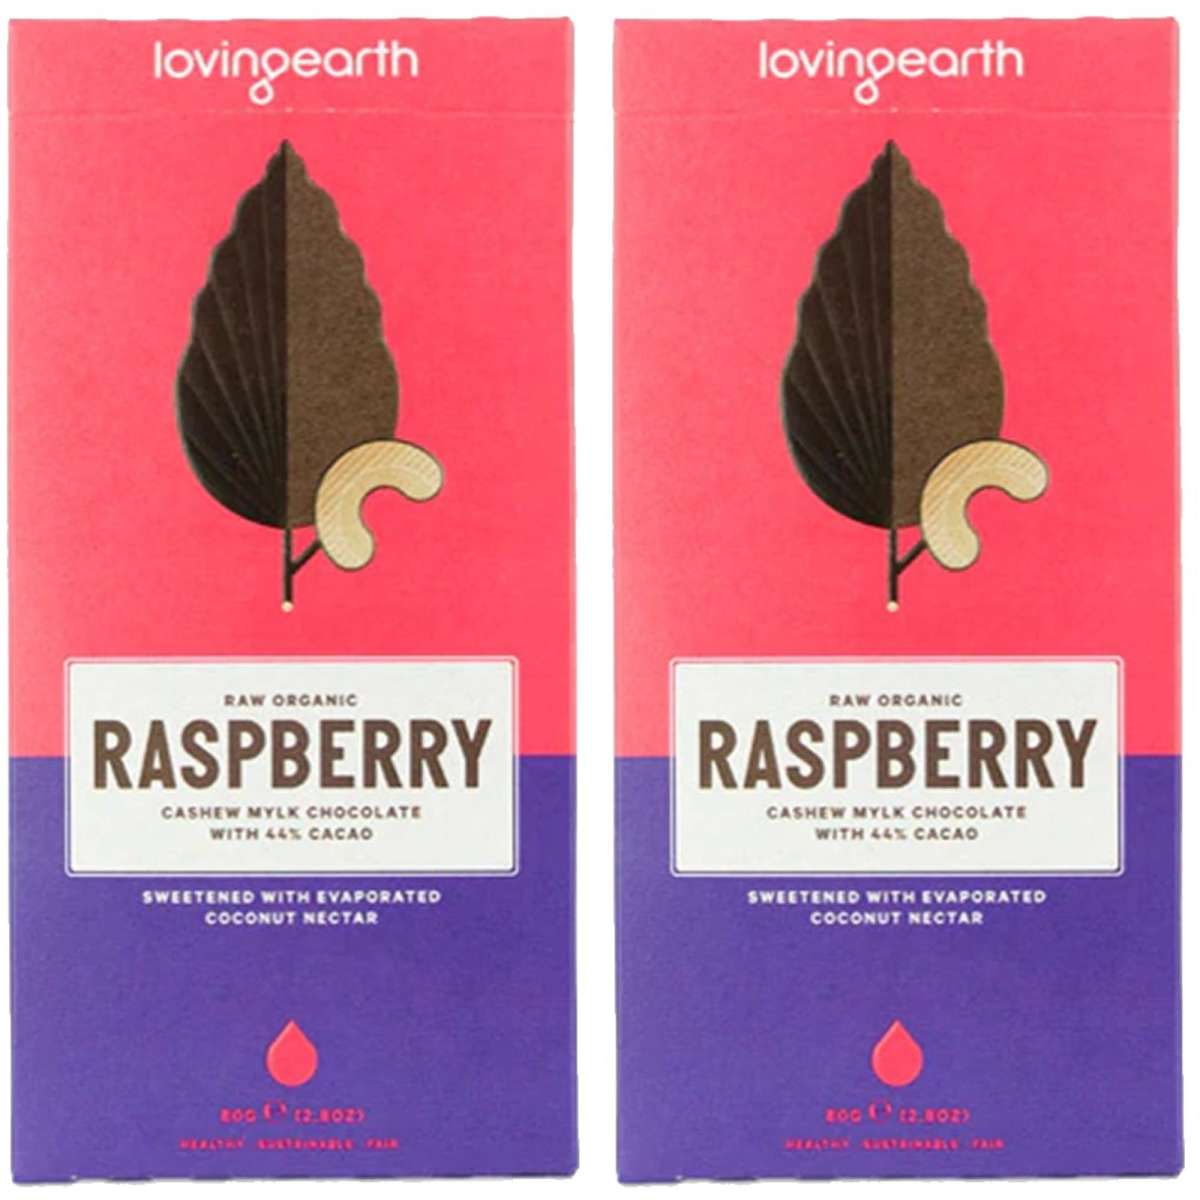 lovingearth
RAW ORGANIC
RASPBERRY
CASHEW MYLK CHOCOLATE
WITH 44% CACAO
SWEETENED WITH EVAPORATED
COCONUT NECTAR
80G ℮ (2.8OZ)
HEALTHY SUSTAINABLE FAIR
lovingearth
RAW ORGANIC
RASPBERRY
CASHEW MYLK CHOCOLATE
WITH 44% CACAO
SWEETENED WITH EVAPORATED
COCONUT NECTAR
80G ℮ (2.8OZ)
HEALTHY SUSTAINABLE FAIR